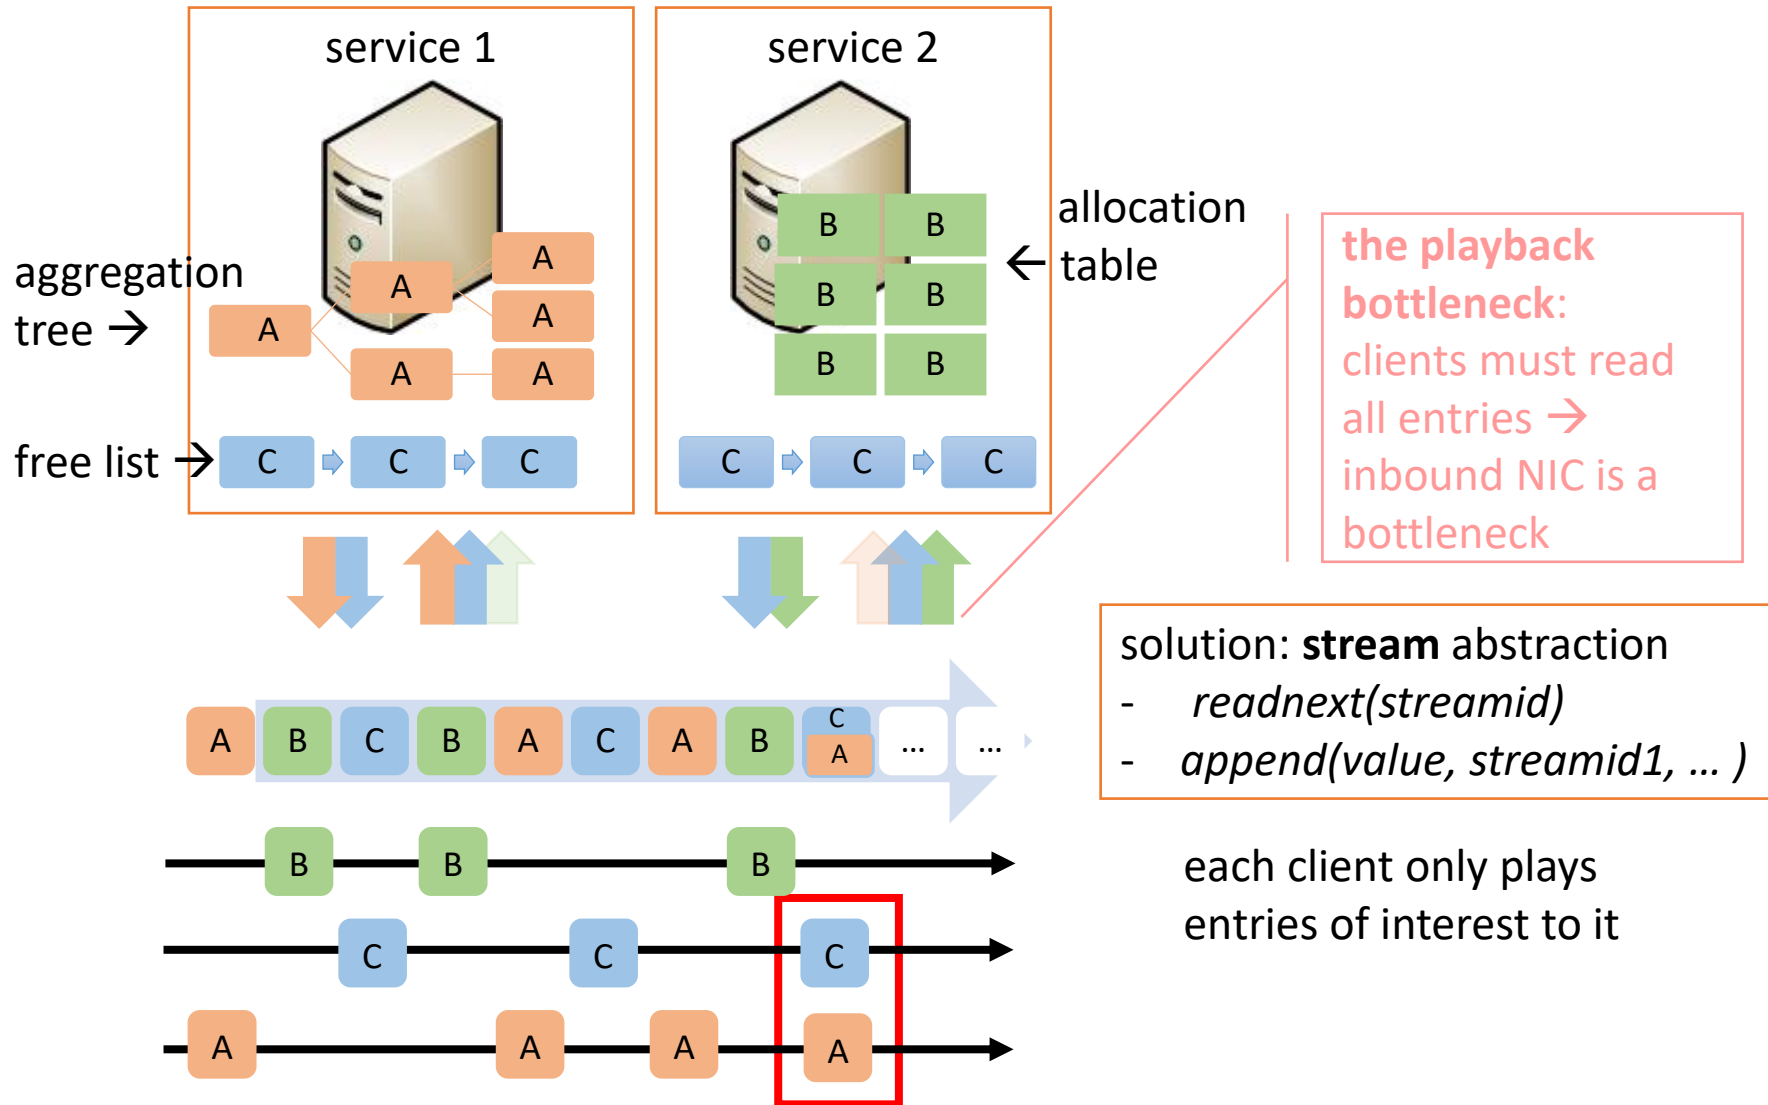 service 1
service 2
aggregation
tree →
A
A
A
A
A
A
free list →
C
C
C
B
B
B
B
B
B
allocation
← table
C
C
C
the playback
bottleneck:
clients must read
all entries →
inbound NIC is a
bottleneck
solution: stream abstraction
- readnext(streamid)
- append(value, streamid1, … )
A B C B A C A B C A ... ...
B B B
C C C
A A A A
each client only plays
entries of interest to it